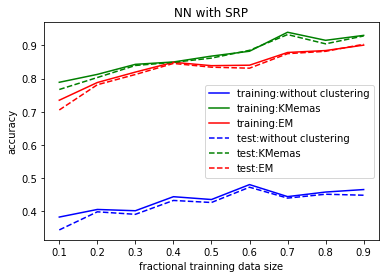 NN with SRP
accuracy
0.9
0.8
0.7
0.6
0.5
0.4
training:without clustering
training:KMemas
training:EM
test:without clustering
test:KMemas
test:EM
0.1 0.2 0.3 0.4 0.5 0.6 0.7 0.8 0.9
fractional trainning data size